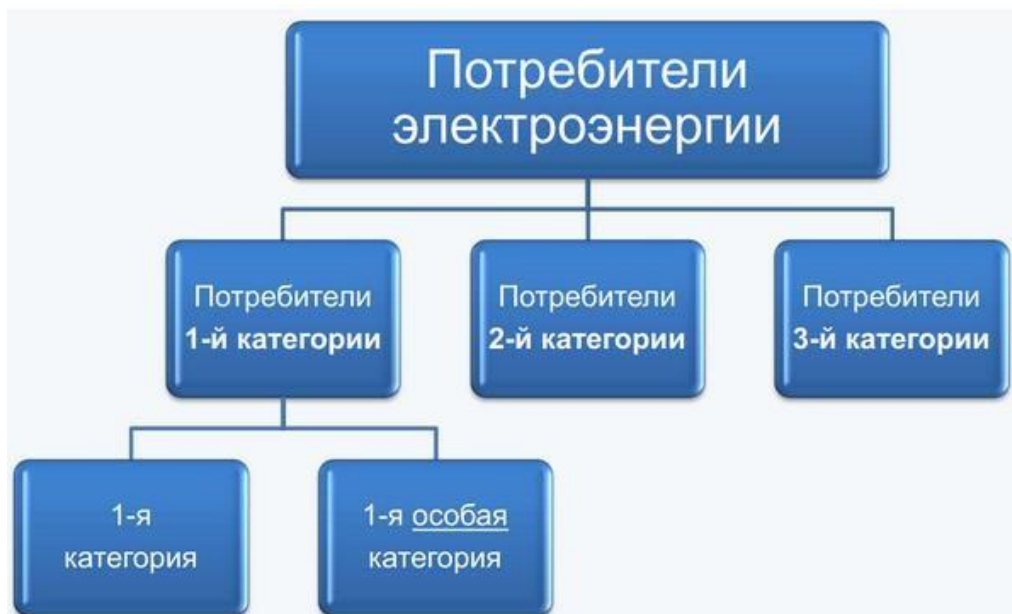 Потребители
электроэнергии
Потребители
1-й категории
Потребители
2-й категории
Потребители
3-й категории
1-я
категория
1-я особая
категория